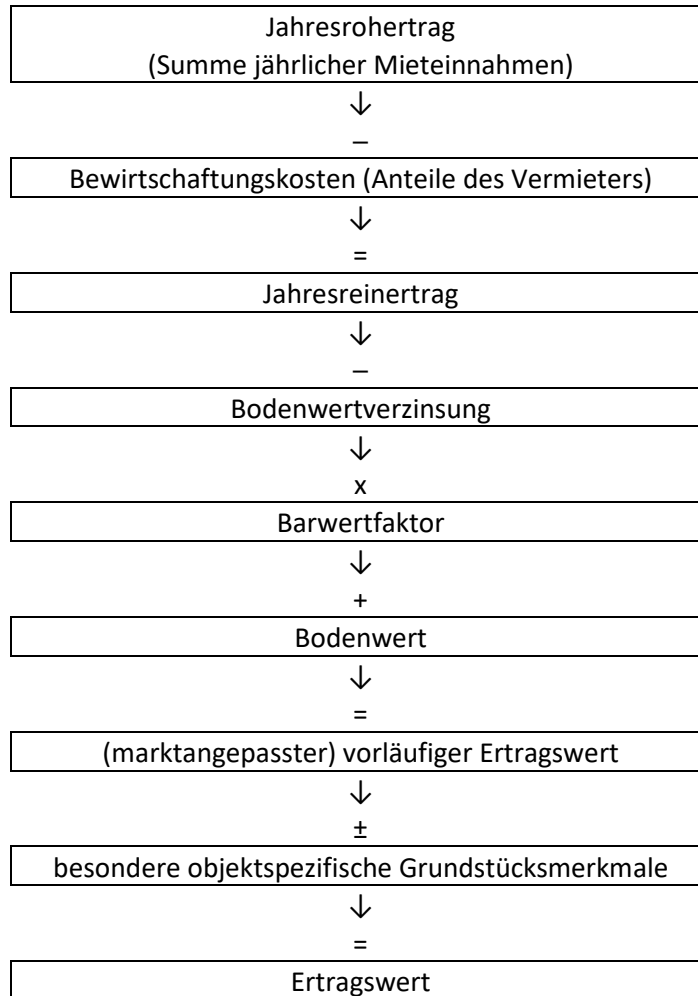 Jahresrohertrag
(Summe jährlicher Mieteinnahmen)
↓
–
Bewirtschaftungskosten (Anteile des Vermieters)
↓
=
Jahresreinertrag
↓
–
Bodenwertverzinsung
↓
x
Barwertfaktor
↓
+
Bodenwert
↓
=
(marktangepasster) vorläufiger Ertragswert
↓
±
besondere objektspezifische Grundstücksmerkmale
↓
=
Ertragswert